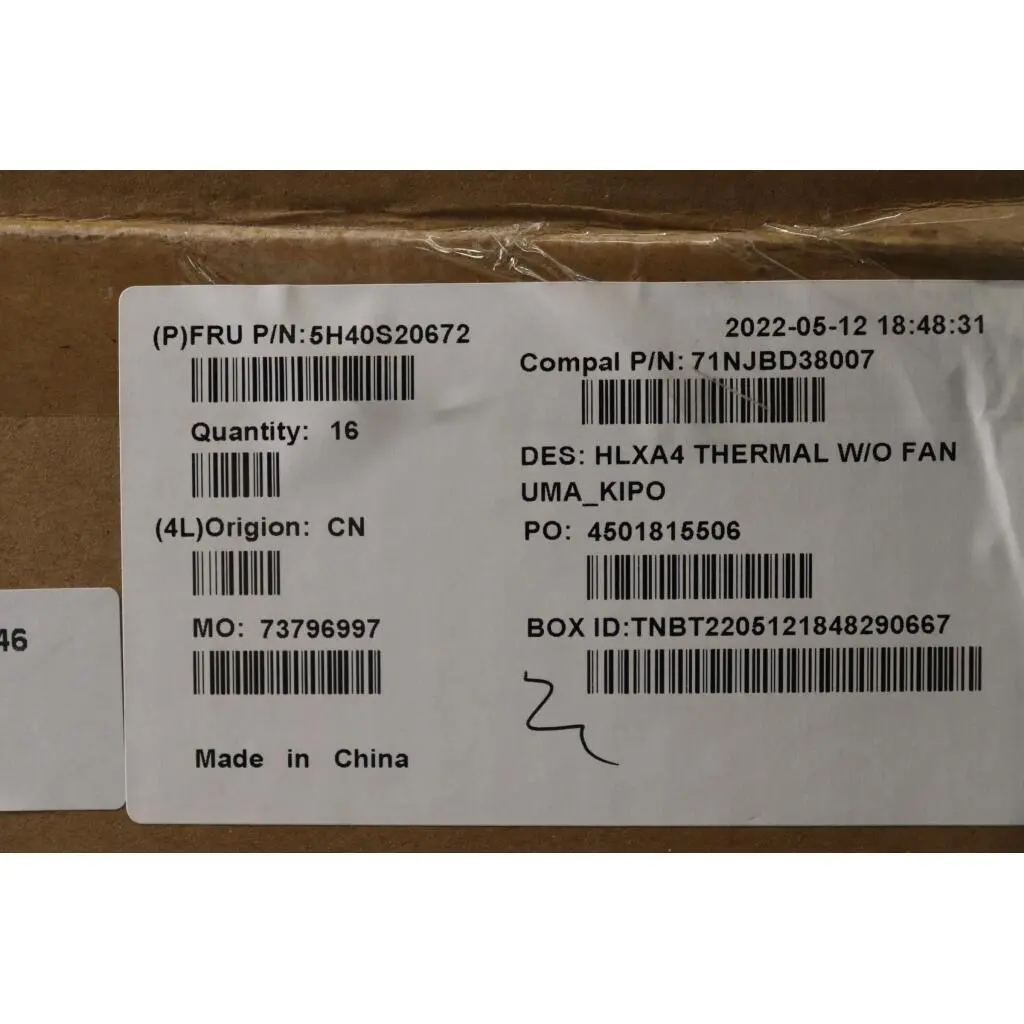 (P)FRU P/N:5H40S20672
Quantity: 16
(4L)Origion: CN
MO: 73796997
Made in China
2022-05-12 18:48:31
Compal P/N: 71NJBD38007
DES: HLXA4 THERMAL W/O FAN
UMA_KIPO
PO: 4501815506
BOX ID:TNBT2205121848290667
46